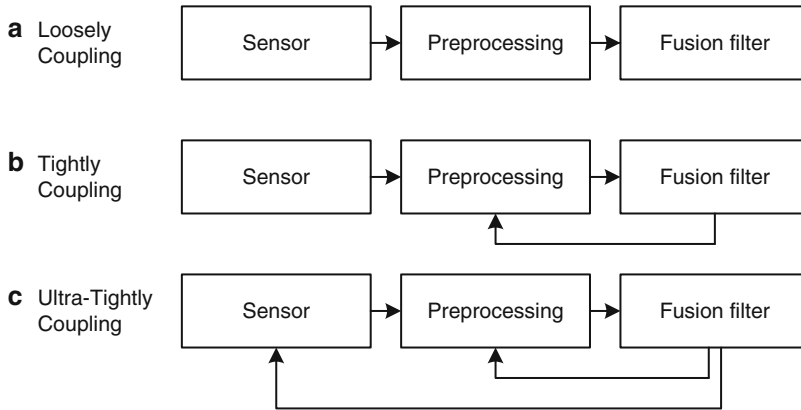 a Loosely
Coupling
Sensor
Preprocessing
Fusion filter
b Tightly
Coupling
Sensor
Preprocessing
Fusion filter
c Ultra-Tightly
Coupling
Sensor
Preprocessing
Fusion filter